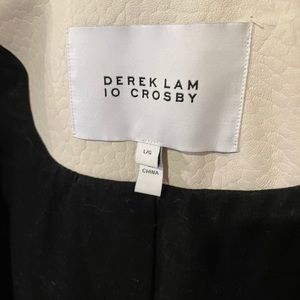 DEREK LAM
10 CROSBY
L/G
CHINA